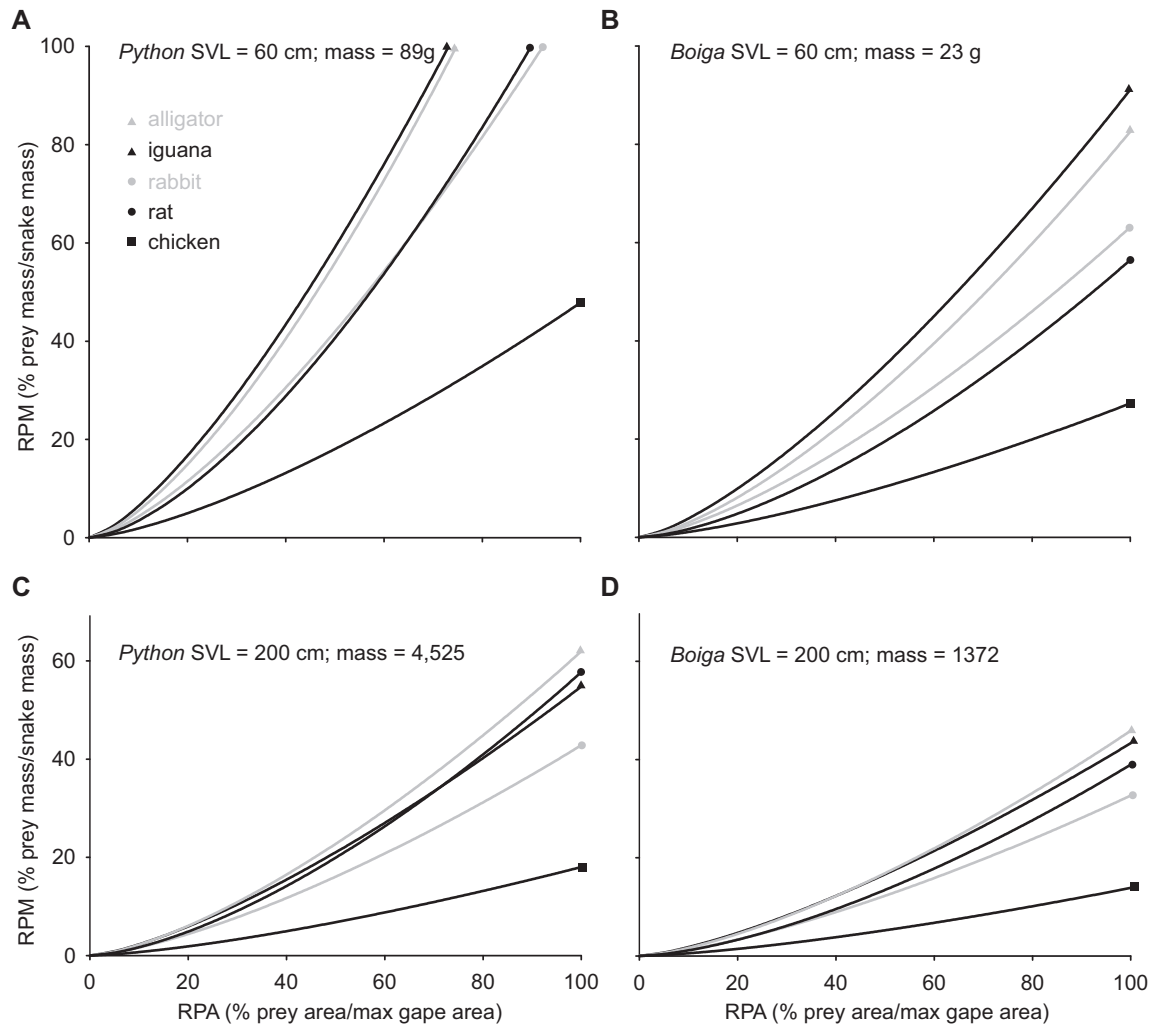 A
Python SVL = 60 cm; mass = 89g
100
80
60
40
20
0
RPM (% prey mass/snake mass)
alligator
iguana
rabbit
rat
chicken
B
Boiga SVL = 60 cm; mass = 23 g
C
Python SVL = 200 cm; mass = 4,525
60
40
20
0
RPM (% prey mass/snake mass)
0 20 40 60 80 100
RPA (% prey area/max gape area)
D
Boiga SVL = 200 cm; mass = 1372
0 20 40 60 80 100
RPA (% prey area/max gape area)